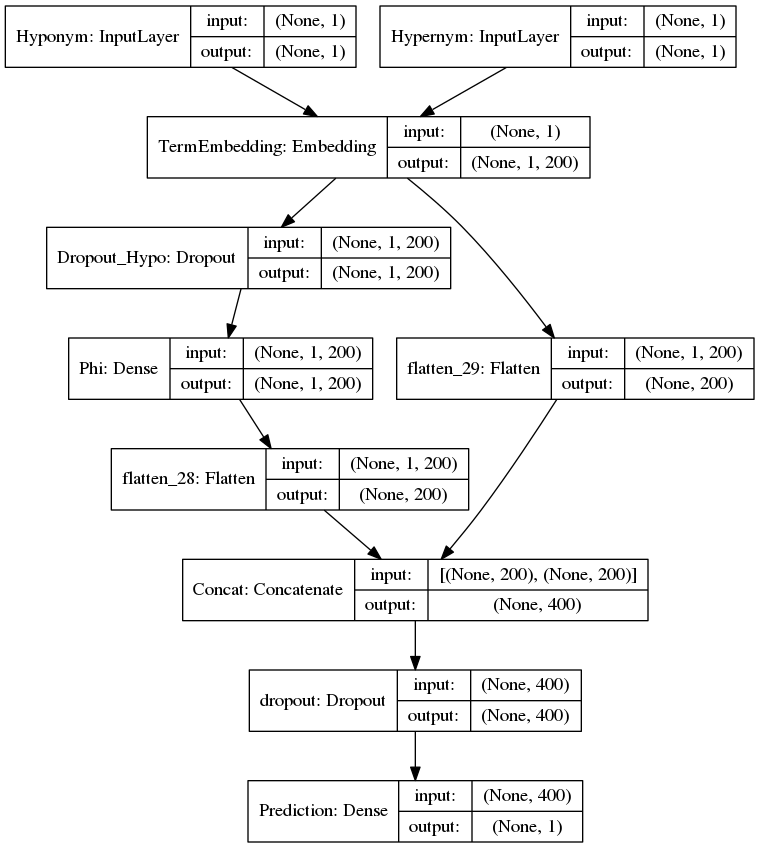 Hyponym: InputLayer
input: (None, 1)
output: (None, 1)
Hypernym: InputLayer
input: (None, 1)
output: (None, 1)
TermEmbedding: Embedding
input: (None, 1)
output: (None, 1, 200)
Dropout_Hypo: Dropout
input: (None, 1, 200)
output: (None, 1, 200)
Phi: Dense
input: (None, 1, 200)
output: (None, 1, 200)
flatten_29: Flatten
input: (None, 1, 200)
output: (None, 200)
flatten_28: Flatten
input: (None, 1, 200)
output: (None, 200)
Concat: Concatenate
input: [(None, 200), (None, 200)]
output: (None, 400)
dropout: Dropout
input: (None, 400)
output: (None, 400)
Prediction: Dense
input: (None, 400)
output: (None, 1)